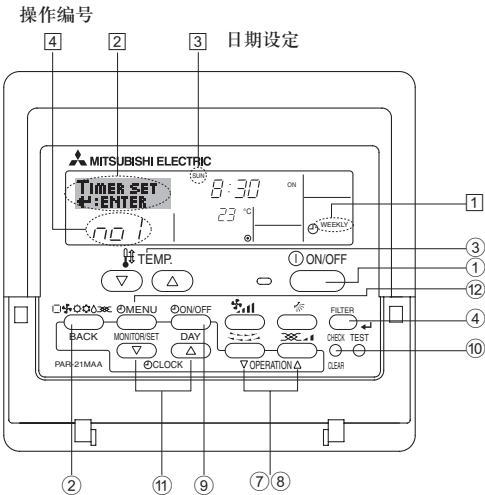 操作编号
4 2 3 日期设定
MITSUBISHI ELECTRIC
TIMER SET
↵:ENTER
SUN
8:30
ON
23 °C
no 1
WEEKLY
1
TEMP.
ON/OFF
③
①
⑫
MENU
ON/OFF
FILTER
④
BACK
MONITOR/SET
DAY
CHECK TEST
⑩
PAR-21MAA
CLOCK
▽ OPERATION △
CLEAR
② ⑪ ⑨ ⑦ ⑧